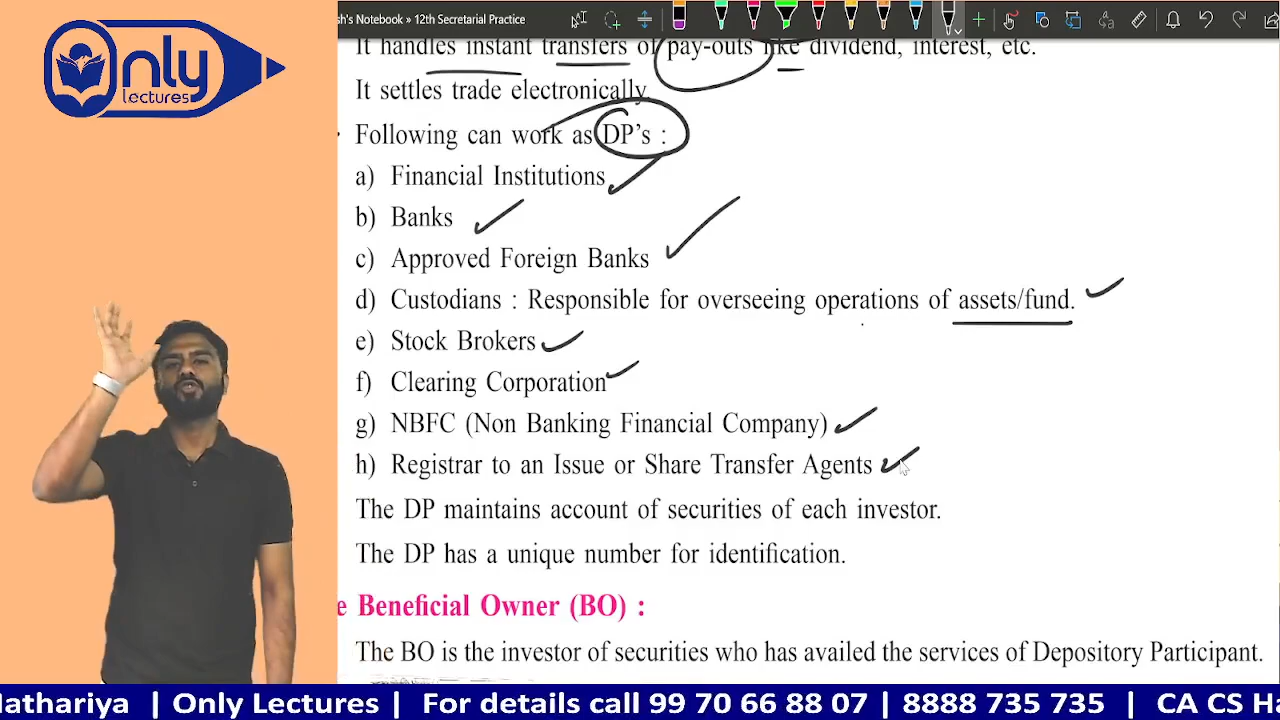 sh's Notebook » 12th Secretarial Practice
Only
lectures
It handles instant transfers of pay-outs like dividend, interest, etc.
It settles trade electronically.
Following can work as DP's :
a) Financial Institutions
b) Banks
c) Approved Foreign Banks
d) Custodians : Responsible for overseeing operations of assets/fund.
e) Stock Brokers
f) Clearing Corporation
g) NBFC (Non Banking Financial Company)
h) Registrar to an Issue or Share Transfer Agents
The DP maintains account of securities of each investor.
The DP has a unique number for identification.
e Beneficial Owner (BO) :
The BO is the investor of securities who has availed the services of Depository Participant.
Mathariya | Only Lectures | For details call 99 70 66 88 07 | 8888 735 735 | CA CS Ha